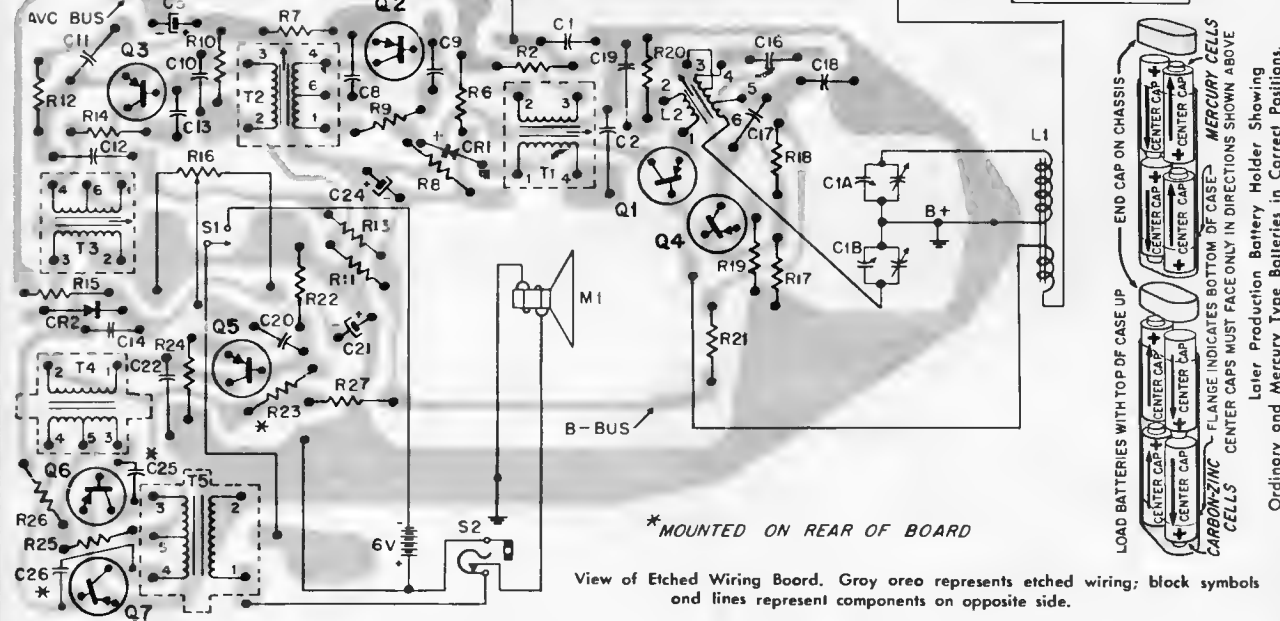 AVC BUS
C11
Q3
R10
C10
R12
R14
C13
C12
R16
R7
3
4
T2
6
2
1
Q2
C8
C9
R9
R6
CR1
R8
R2
C1
2
3
T1
1
4
C19
C2
R20
3
4
2
5
L2
6
1
C16
C18
C17
R18
Q1
Q4
R19
R17
R21
C1A
C1B
B+
L1
4
6
1
T3
3
2
S1
C24
R13
R11
R22
R15
CR2
C14
R24
C22
Q5
C20
C21
R23
*
R27
M1
B-BUS
2
T4
1
4
5
3
*
C25
Q6
R26
R25
C26
*
Q7
T5
3
2
5
4
1
-
6V
+
S2
*MOUNTED ON REAR OF BOARD
View of Etched Wiring Board. Gray oreo represents etched wiring; block symbols
ond lines represent components on opposite side.
LOAD BATTERIES WITH TOP OF CASE UP
END CAP ON CHASSIS
CENTER CAP+
CENTER CAP
CENTER CAP
CENTER CAP
CENTER CAP+
CENTER CAP
CENTER CAP
CENTER CAP
CARBON-ZINC
CELLS
FLANGE INDICATES BOTTOM OF CASE
MERCURY CELLS
CENTER CAPS MUST FACE ONLY IN DIRECTIONS SHOWN ABOVE
Later Production Battery Holder Showing
Ordinary and Mercury Type Batteries in Correct Positions.